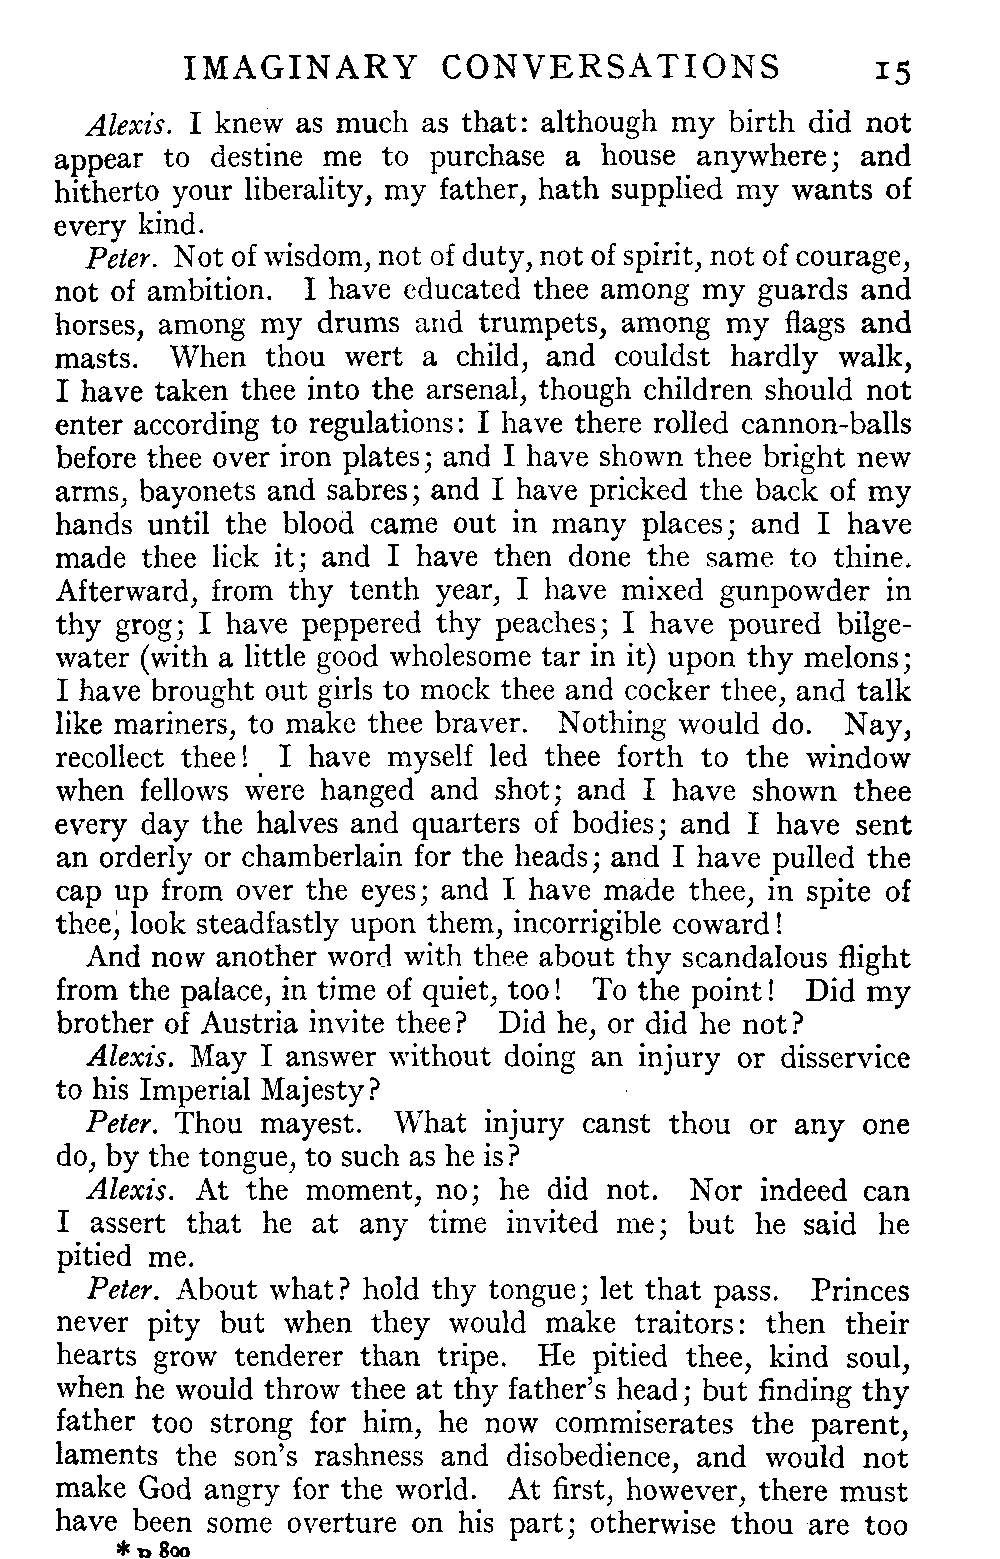 IMAGINARY CONVERSATIONS 15
Alexis. I knew as much as that: although my birth did not
appear to destine me to purchase a house anywhere; and
hitherto your liberality, my father, hath supplied my wants of
every kind.
Peter. Not of wisdom, not of duty, not of spirit, not of courage,
not of ambition. I have educated thee among my guards and
horses, among my drums and trumpets, among my flags and
masts. When thou wert a child, and couldst hardly walk,
I have taken thee into the arsenal, though children should not
enter according to regulations: I have there rolled cannon-balls
before thee over iron plates; and I have shown thee bright new
arms, bayonets and sabres; and I have pricked the back of my
hands until the blood came out in many places; and I have
made thee lick it; and I have then done the same to thine.
Afterward, from thy tenth year, I have mixed gunpowder in
thy grog; I have peppered thy peaches; I have poured bilge-
water (with a little good wholesome tar in it) upon thy melons;
I have brought out girls to mock thee and cocker thee, and talk
like mariners, to make thee braver. Nothing would do. Nay,
recollect thee! I have myself led thee forth to the window
when fellows were hanged and shot; and I have shown thee
every day the halves and quarters of bodies; and I have sent
an orderly or chamberlain for the heads; and I have pulled the
cap up from over the eyes; and I have made thee, in spite of
thee, look steadfastly upon them, incorrigible coward!
And now another word with thee about thy scandalous flight
from the palace, in time of quiet, too! To the point! Did my
brother of Austria invite thee? Did he, or did he not?
Alexis. May I answer without doing an injury or disservice
to his Imperial Majesty?
Peter. Thou mayest. What injury canst thou or any one
do, by the tongue, to such as he is?
Alexis. At the moment, no; he did not. Nor indeed can
I assert that he at any time invited me; but he said he
pitied me.
Peter. About what? hold thy tongue; let that pass. Princes
never pity but when they would make traitors: then their
hearts grow tenderer than tripe. He pitied thee, kind soul,
when he would throw thee at thy father's head; but finding thy
father too strong for him, he now commiserates the parent,
laments the son's rashness and disobedience, and would not
make God angry for the world. At first, however, there must
have been some overture on his part; otherwise thou are too
* D 890